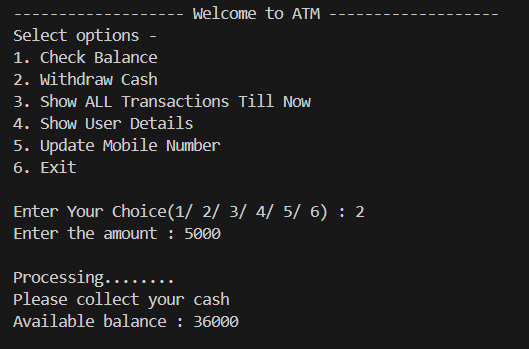 ------------------- Welcome to ATM -------------------
Select options -
1. Check Balance
2. Withdraw Cash
3. Show ALL Transactions Till Now
4. Show User Details
5. Update Mobile Number
6. Exit
Enter Your Choice(1/ 2/ 3/ 4/ 5/ 6) : 2
Enter the amount : 5000
Processing........
Please collect your cash
Available balance : 36000